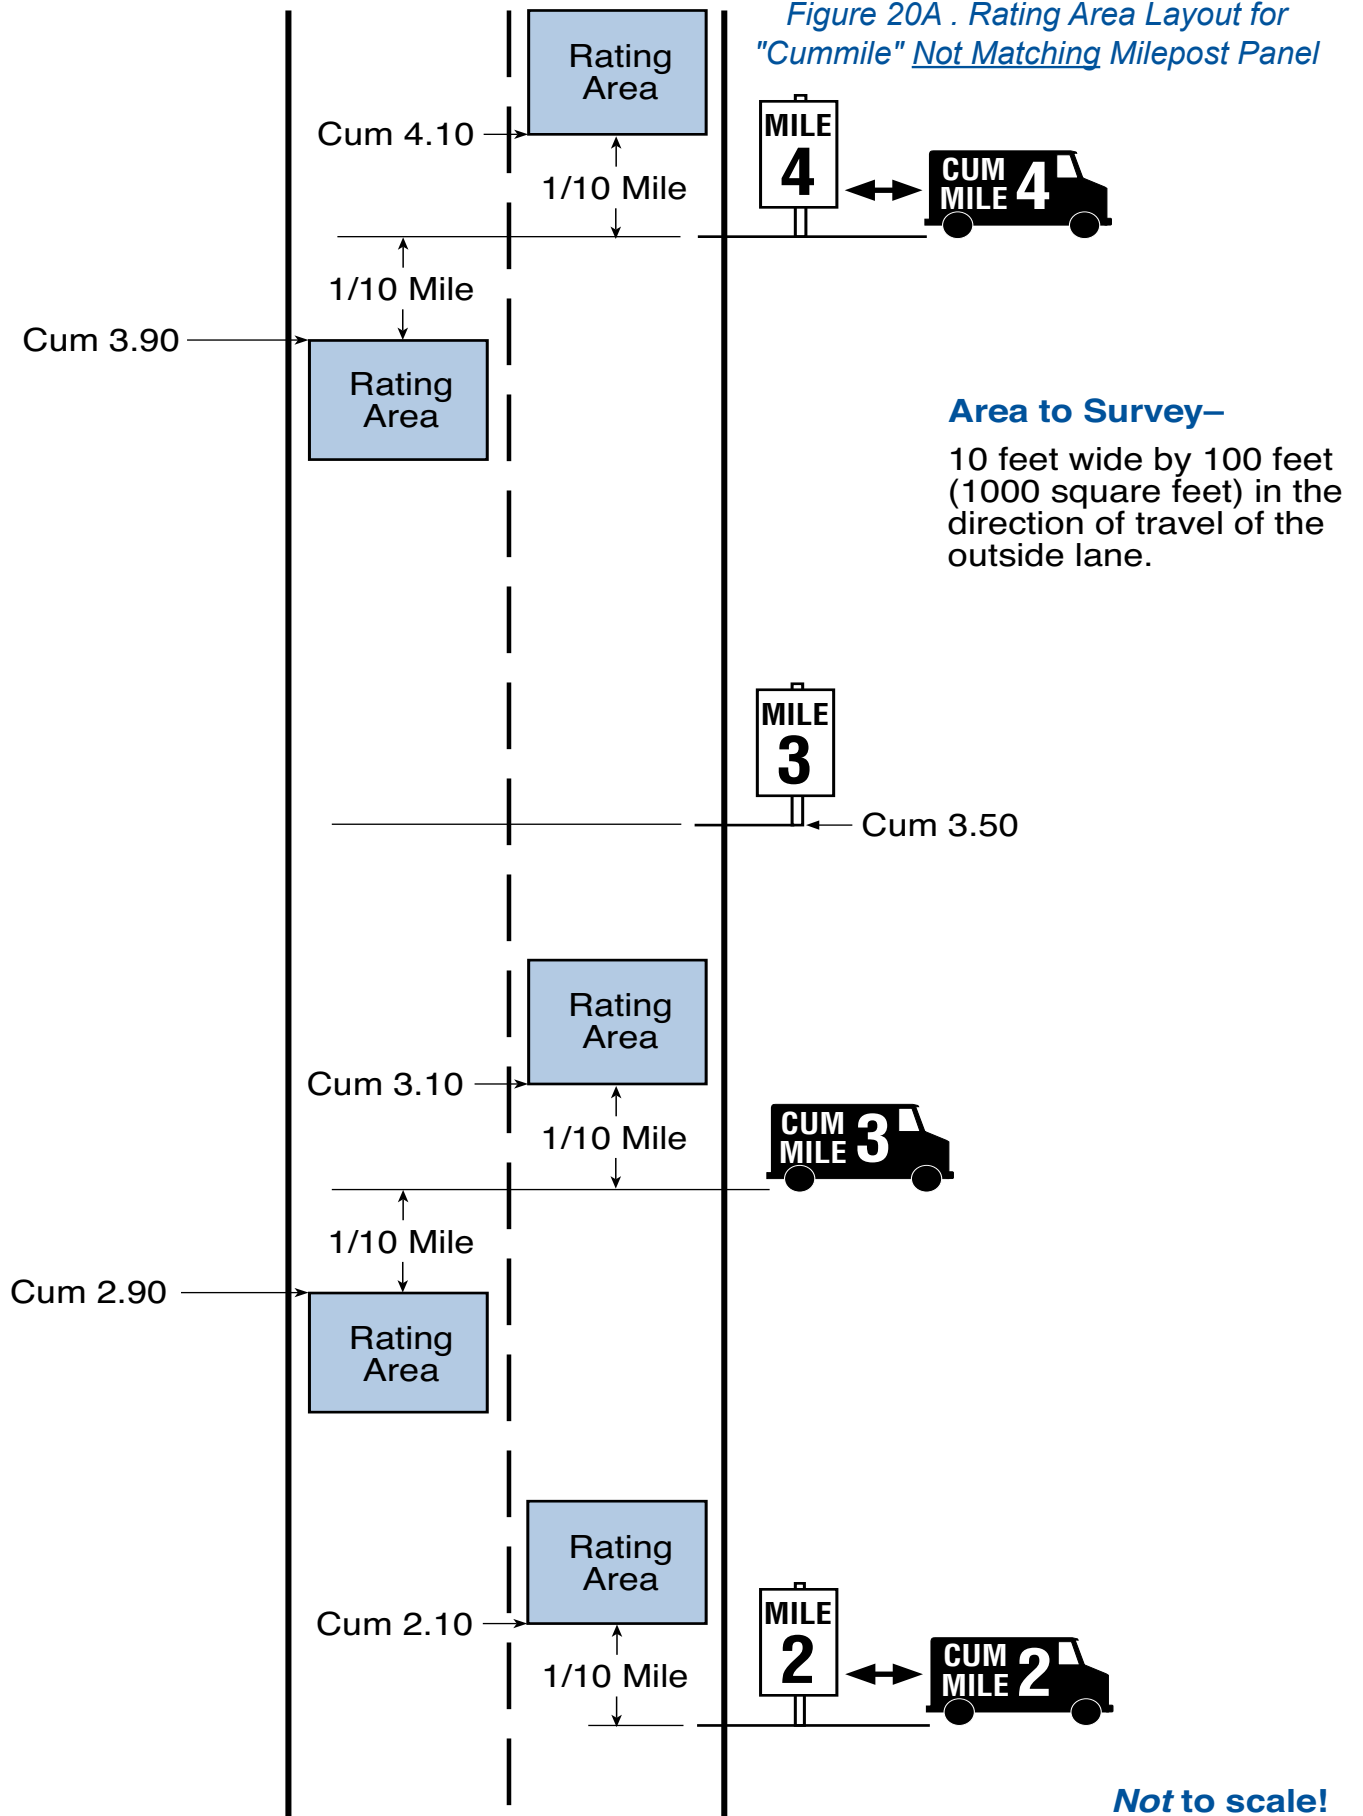 Figure 20A . Rating Area Layout for
"Cummile" Not Matching Milepost Panel
Rating
Area
Cum 4.10
1/10 Mile
MILE
4
CUM
MILE 4
1/10 Mile
Cum 3.90
Rating
Area
Area to Survey–
10 feet wide by 100 feet
(1000 square feet) in the
direction of travel of the
outside lane.
MILE
3
Cum 3.50
Rating
Area
Cum 3.10
1/10 Mile
CUM
MILE 3
1/10 Mile
Cum 2.90
Rating
Area
Rating
Area
Cum 2.10
1/10 Mile
MILE
2
CUM
MILE 2
Not to scale!